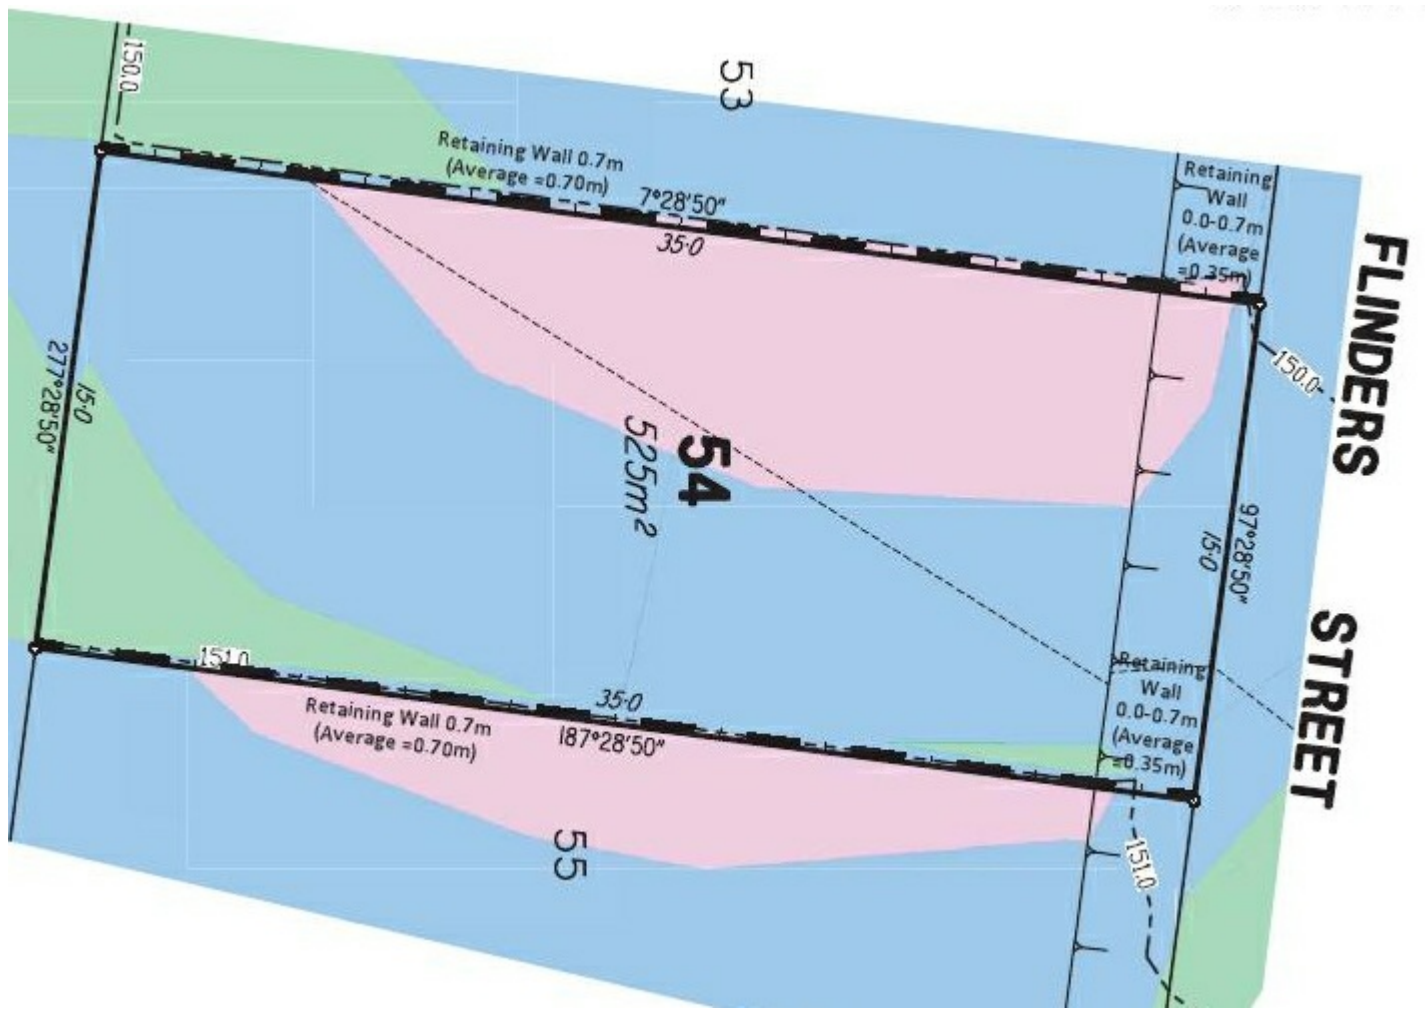 150.0
53
Retaining Wall 0.7m
(Average =0.70m)
7°28'50"
35·0
Retaining
Wall
0.0-0.7m
(Average
=0.35m)
FLINDERS
150.0
277°28'50"
15·0
54
525m²
97°28'50"
15·0
STREET
151.0
35·0
Retaining Wall 0.7m
(Average =0.70m)
187°28'50"
Retaining
Wall
0.0-0.7m
(Average
=0.35m)
55
151.0